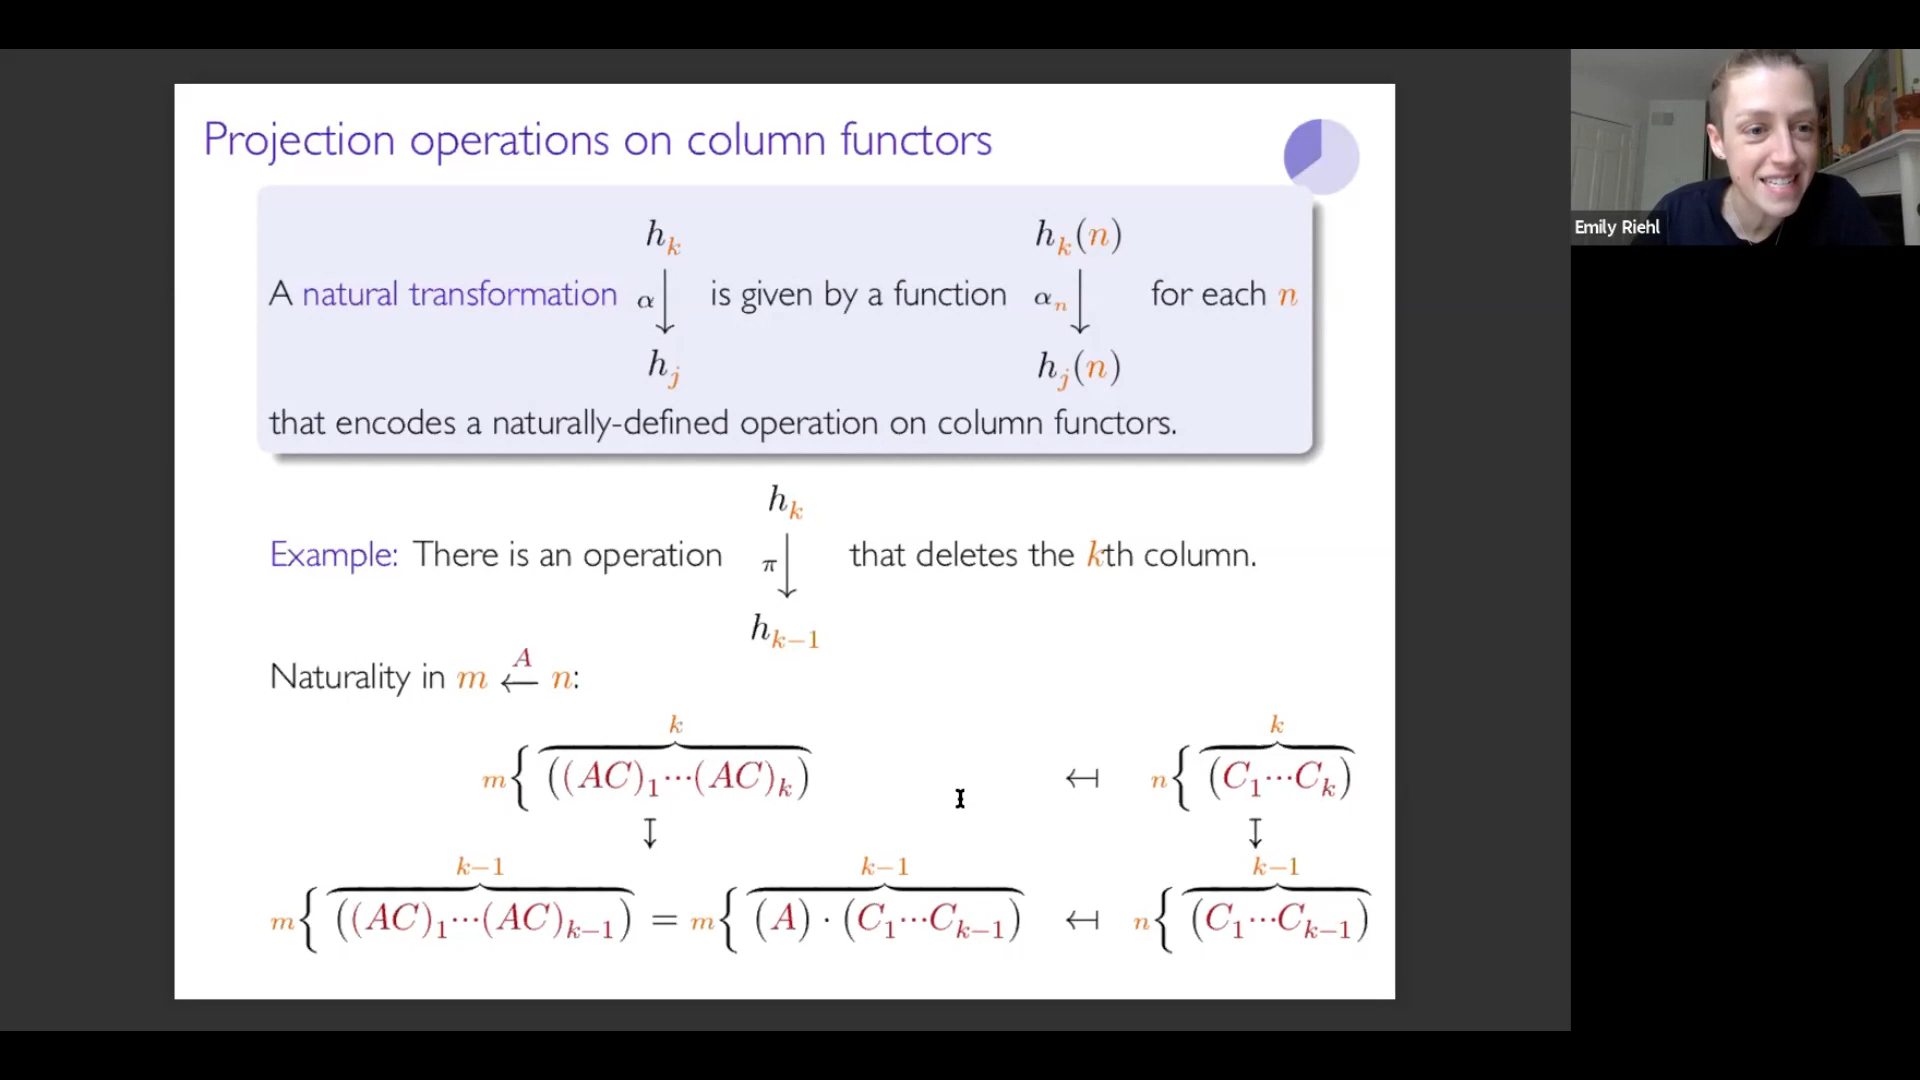 Projection operations on column functors
h_k h_k(n)
A natural transformation α↓ is given by a function α_n↓ for each n
h_j h_j(n)
that encodes a naturally-defined operation on column functors.
h_k
Example: There is an operation π↓ that deletes the kth column.
h_{k−1}
Naturality in m ←^A n:
k k
m{ ((AC)_1⋯(AC)_k) ↤ n{ (C_1⋯C_k)
↧ ↧
k−1 k−1 k−1
m{ ((AC)_1⋯(AC)_{k−1}) = m{ (A) · (C_1⋯C_{k−1}) ↤ n{ (C_1⋯C_{k−1})
Emily Riehl